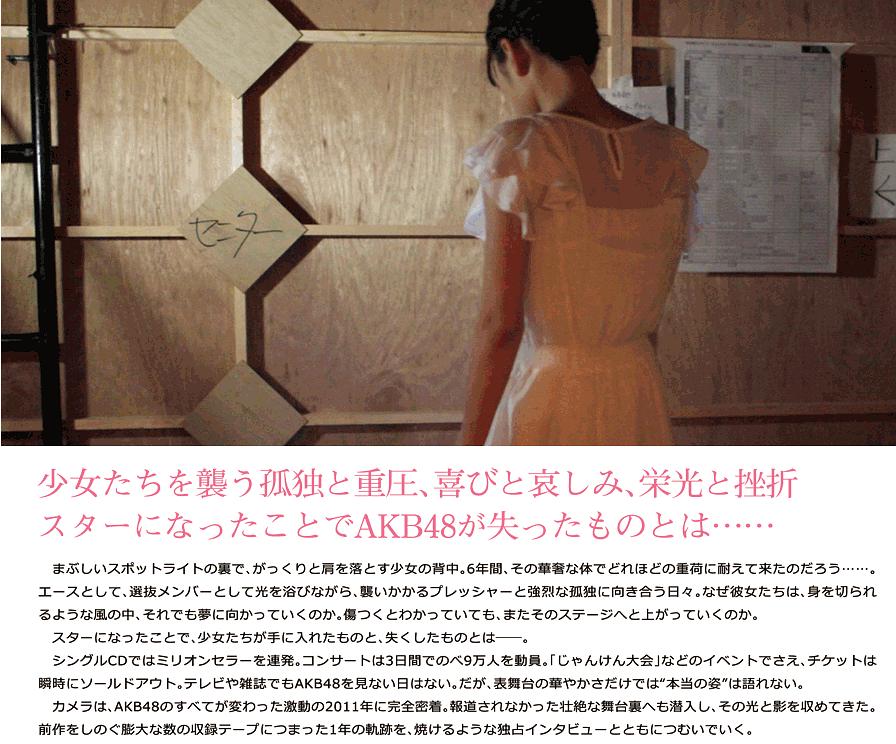 センター
少女たちを襲う孤独と重圧、喜びと哀しみ、栄光と挫折
スターになったことでAKB48が失ったものとは……
まぶしいスポットライトの裏で、がっくりと肩を落とす少女の背中。6年間、その華奢な体でどれほどの重荷に耐えて来たのだろう……。
エースとして、選抜メンバーとして光を浴びながら、襲いかかるプレッシャーと強烈な孤独に向き合う日々。なぜ彼女たちは、身を切られ
るような風の中、それでも夢に向かっていくのか。傷つくとわかっていても、またそのステージへと上がっていくのか。
スターになったことで、少女たちが手に入れたものと、失くしたものとは――。
シングルCDではミリオンセラーを連発。コンサートは3日間でのべ9万人を動員。「じゃんけん大会」などのイベントでさえ、チケットは
瞬時にソールドアウト。テレビや雑誌でもAKB48を見ない日はない。だが、表舞台の華やかさだけでは“本当の姿”は語れない。
カメラは、AKB48のすべてが変わった激動の2011年に完全密着。報道されなかった壮絶な舞台裏へも潜入し、その光と影を収めてきた。
前作をしのぐ膨大な数の収録テープにつまった1年の軌跡を、焼けるような独占インタビューとともにつむいでいく。